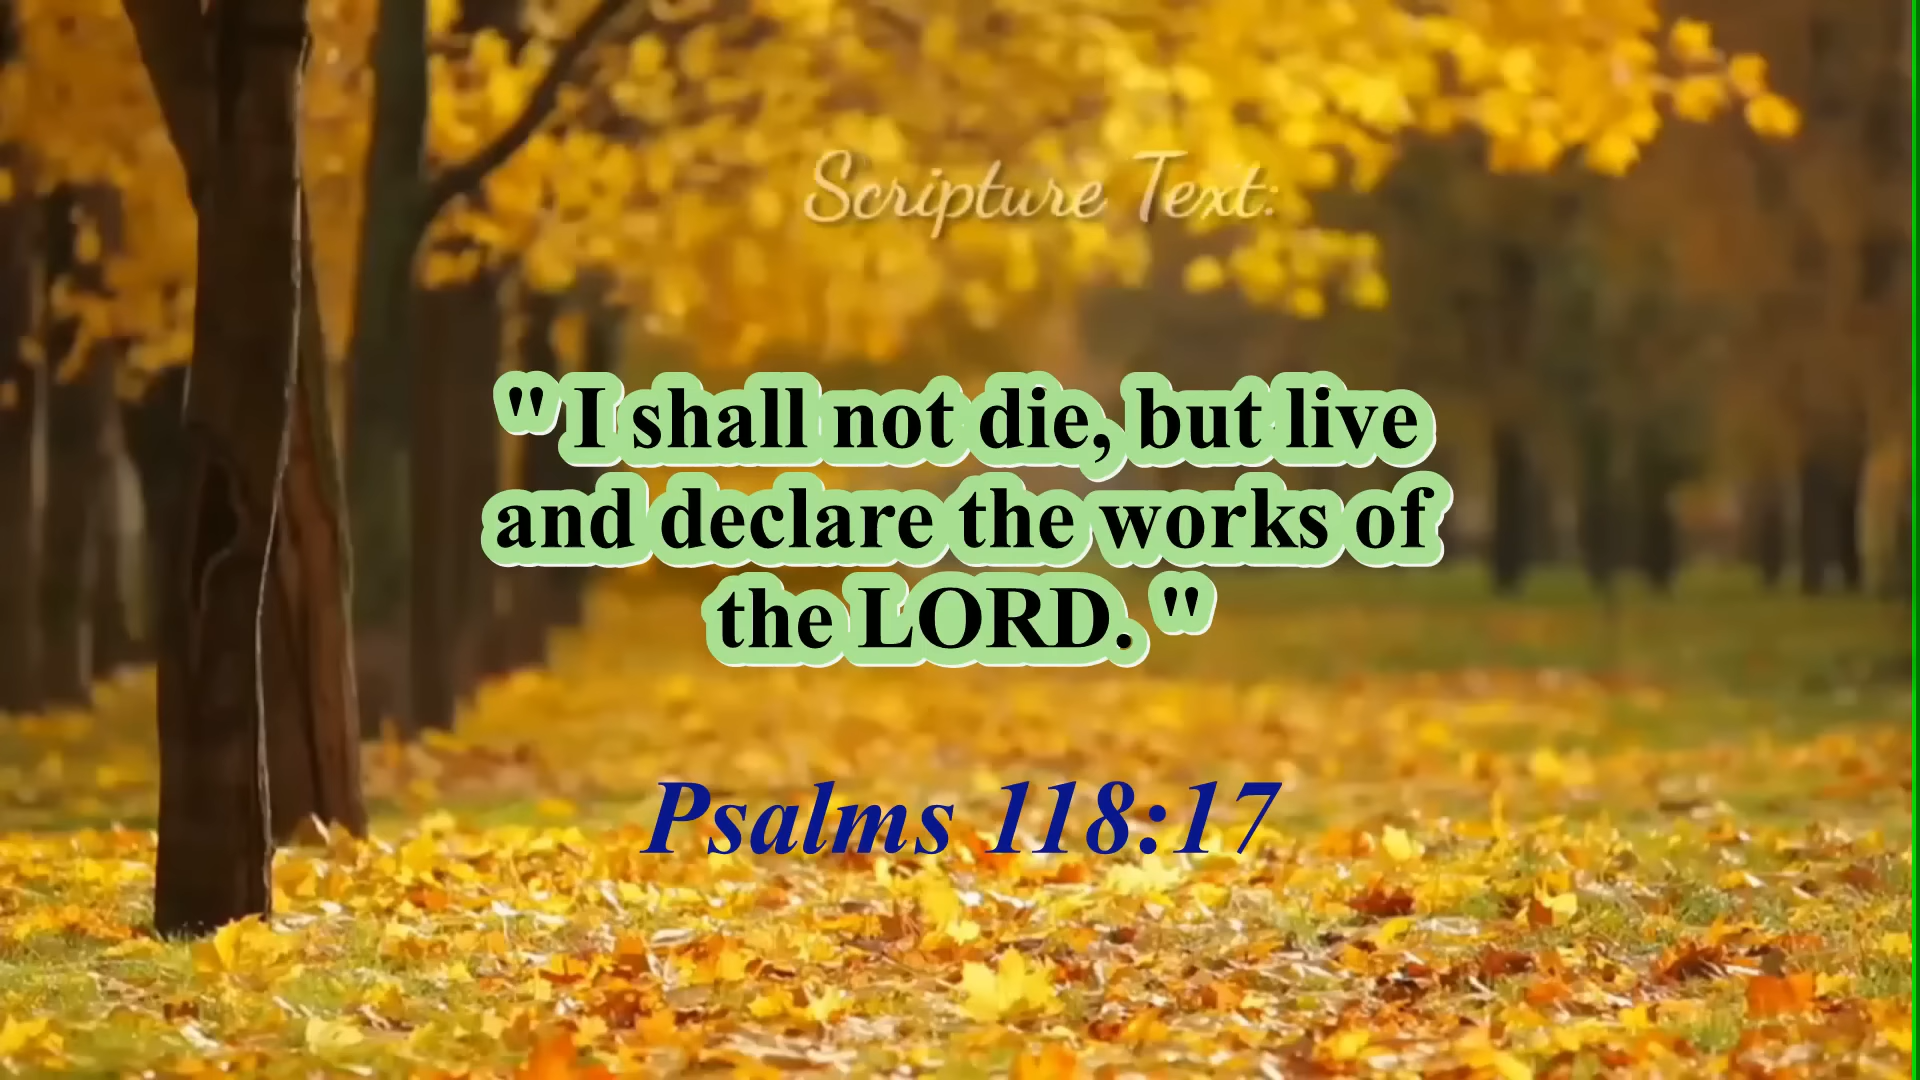 Scripture Text:
" I shall not die, but live
and declare the works of
the LORD. "
Psalms 118:17